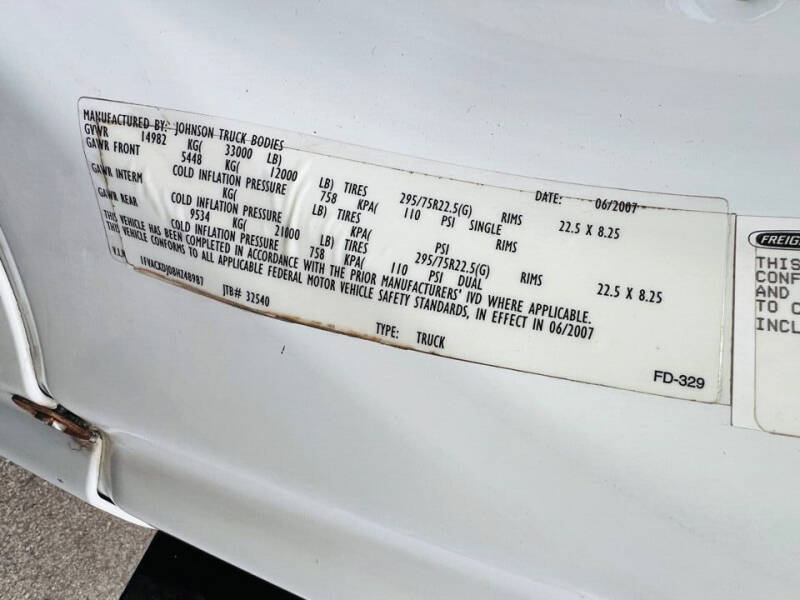 MANUFACTURED BY: JOHNSON TRUCK BODIES DATE: 06/2007
GVWR 14982 KG( 33000 LB)
GAWR FRONT 5448 KG( 12000 LB) TIRES 295/75R22.5(G) RIMS 22.5 X 8.25
COLD INFLATION PRESSURE 758 KPA( 110 PSI SINGLE
GAWR INTERM KG( LB) TIRES RIMS
COLD INFLATION PRESSURE KPA( PSI
GAWR REAR 9534 KG( 21000 LB) TIRES 295/75R22.5(G) RIMS 22.5 X 8.25
COLD INFLATION PRESSURE 758 KPA( 110 PSI DUAL
THIS VEHICLE HAS BEEN COMPLETED IN ACCORDANCE WITH THE PRIOR MANUFACTURERS' IVD WHERE APPLICABLE.
THIS VEHICLE CONFORMS TO ALL APPLICABLE FEDERAL MOTOR VEHICLE SAFETY STANDARDS, IN EFFECT IN 06/2007
JTB# 32540 TYPE: TRUCK
FD-329
FREIG
THIS
CONF
AND
TO C
INCL